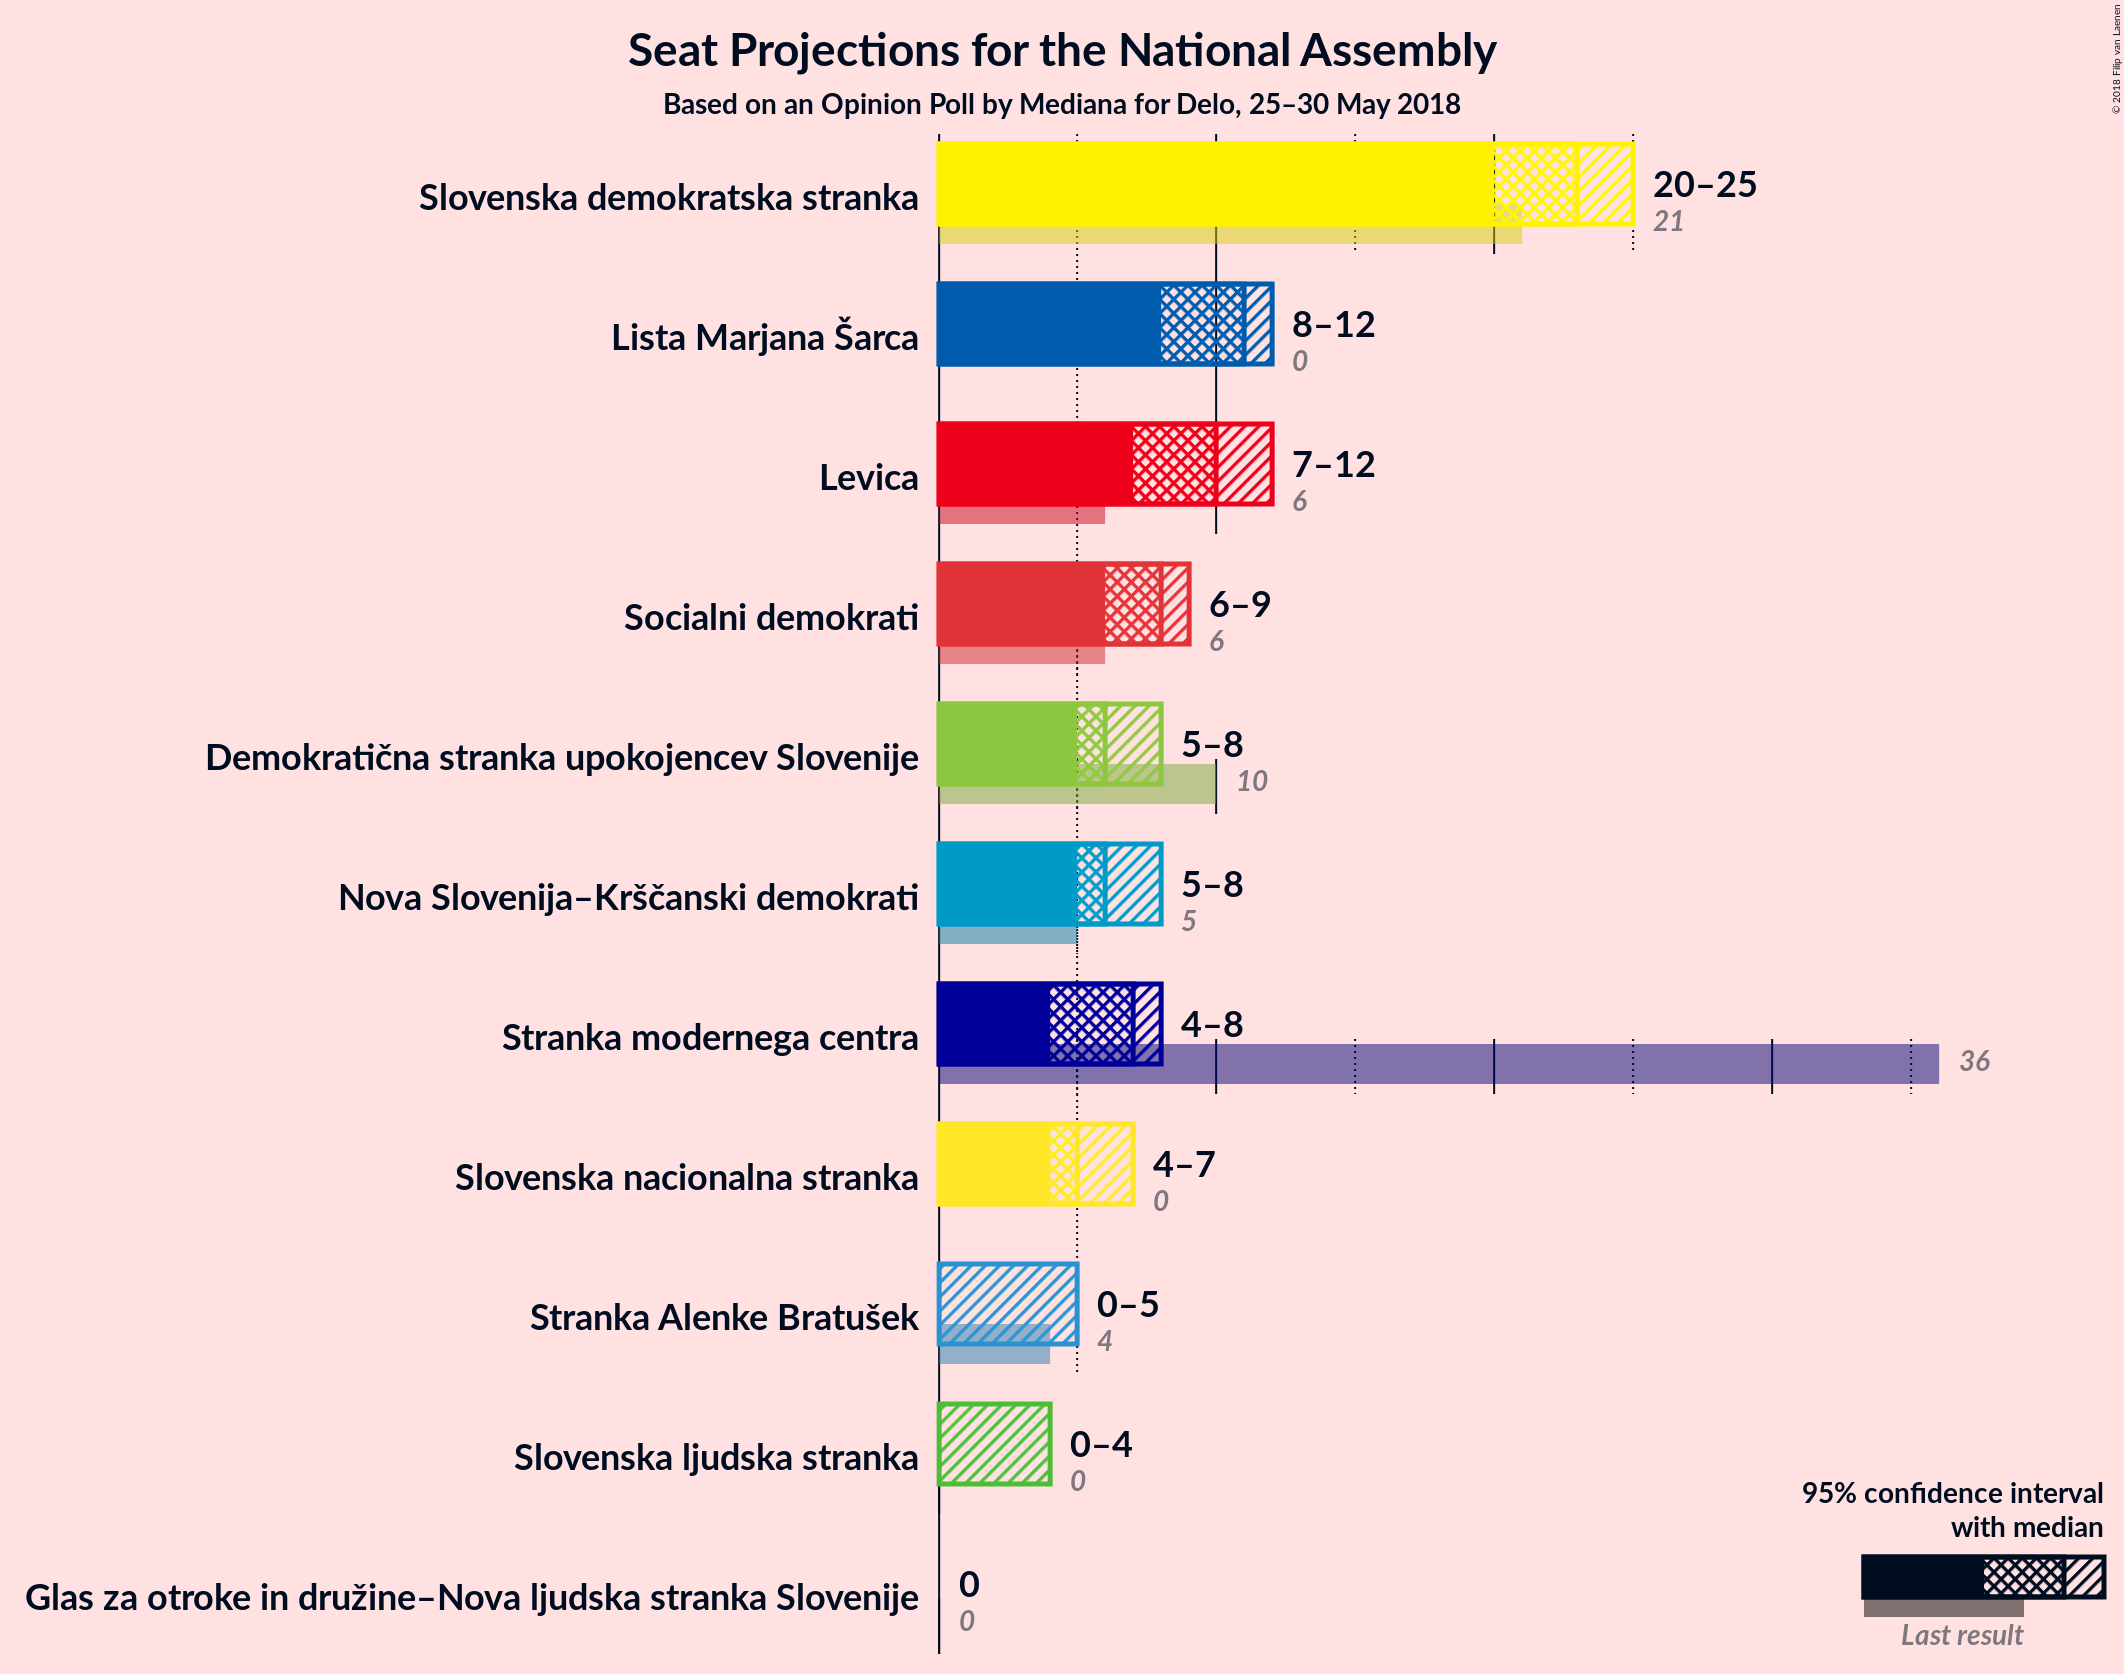 Seat Projections for the National Assembly
Based on an Opinion Poll by Mediana for Delo, 25–30 May 2018
© 2018 Filip van Laenen
Slovenska demokratska stranka
20–25
21
Lista Marjana Šarca
8–12
0
Levica
7–12
6
Socialni demokrati
6–9
6
Demokratična stranka upokojencev Slovenije
5–8
10
Nova Slovenija–Krščanski demokrati
5–8
5
Stranka modernega centra
4–8
36
Slovenska nacionalna stranka
4–7
0
Stranka Alenke Bratušek
0–5
4
Slovenska ljudska stranka
0–4
0
Glas za otroke in družine–Nova ljudska stranka Slovenije
0
0
95% confidence interval
with median
Last result